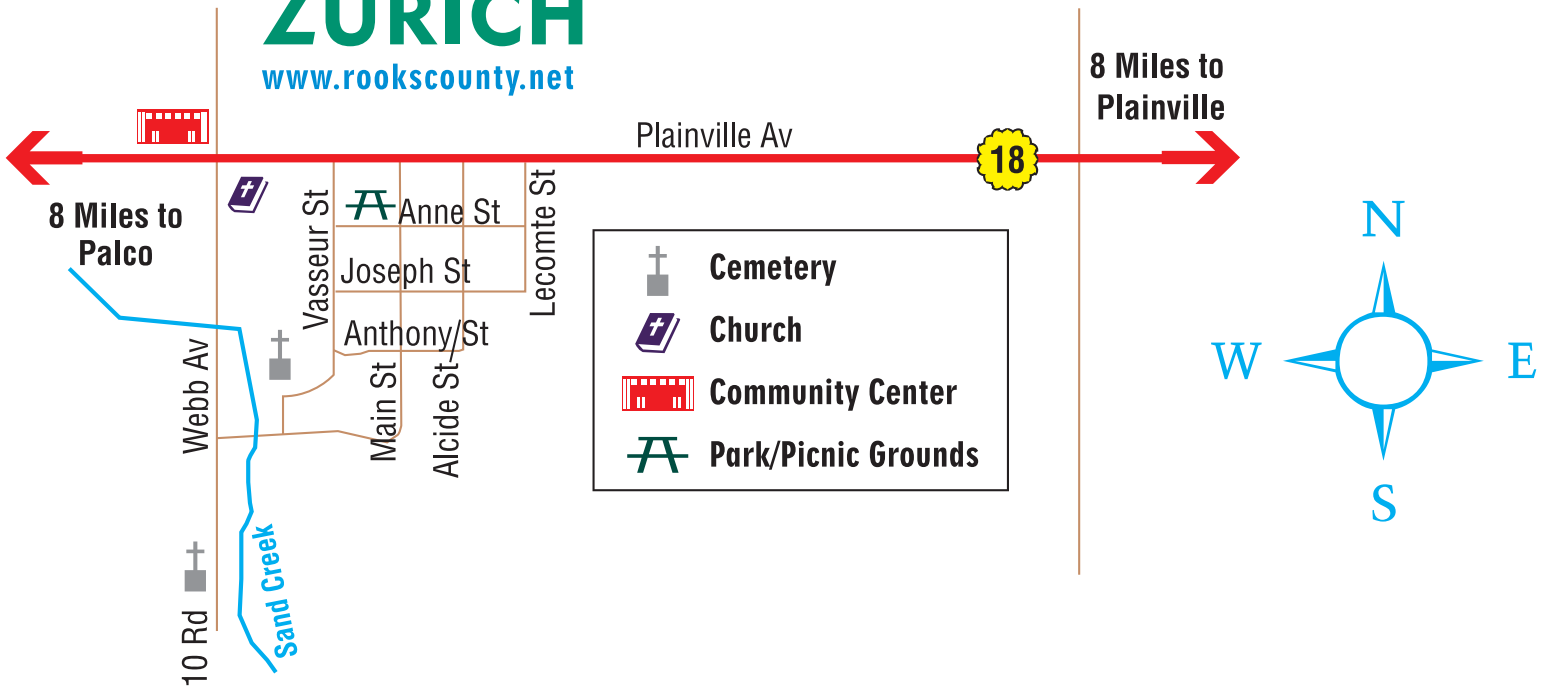 ZURICH
www.rookscounty.net
8 Miles to
Plainville
Plainville Av
18
8 Miles to
Palco
Vasseur St
Anne St
Lecomte St
Joseph St
Anthony St
Webb Av
Main St
Alcide St
10 Rd
Sand Creek
Cemetery
Church
Community Center
Park/Picnic Grounds
N
W
E
S